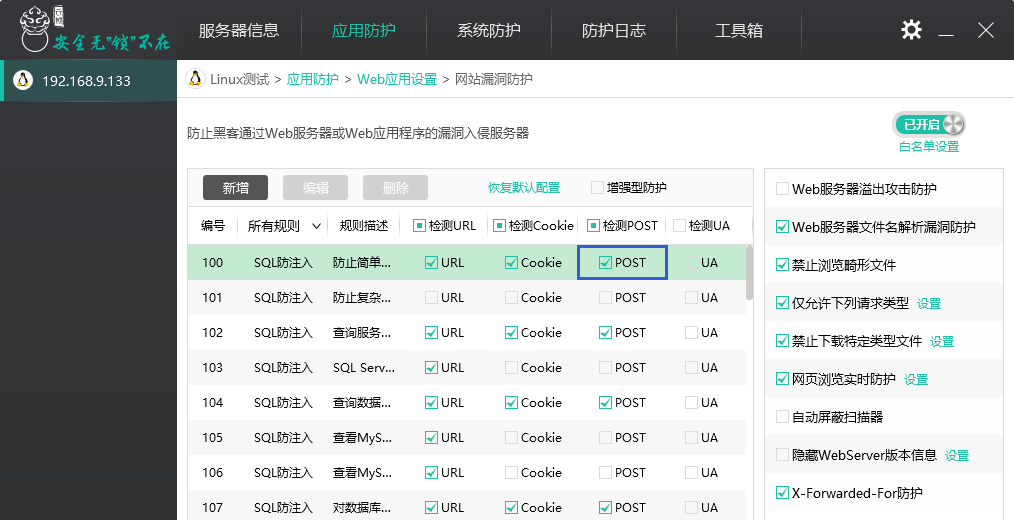 安全无"锁"不在
服务器信息 应用防护 系统防护 防护日志 工具箱
192.168.9.133
Linux测试 > 应用防护 > Web应用设置 > 网站漏洞防护
防止黑客通过Web服务器或Web应用程序的漏洞入侵服务器
已开启
白名单设置
新增 编辑 删除 恢复默认配置 增强型防护
编号 所有规则 规则描述 检测URL 检测Cookie 检测POST 检测UA
100 SQL防注入 防止简单... URL Cookie POST UA
101 SQL防注入 防止复杂... URL Cookie POST UA
102 SQL防注入 查询服务... URL Cookie POST UA
103 SQL防注入 SQL Serv... URL Cookie POST UA
104 SQL防注入 查询数据... URL Cookie POST UA
105 SQL防注入 查看MyS... URL Cookie POST UA
106 SQL防注入 查看MyS... URL Cookie POST UA
107 SQL防注入 对数据库... URL Cookie POST UA
Web服务器溢出攻击防护
Web服务器文件名解析漏洞防护
禁止浏览畸形文件
仅允许下列请求类型 设置
禁止下载特定类型文件 设置
网页浏览实时防护 设置
自动屏蔽扫描器
隐藏WebServer版本信息 设置
X-Forwarded-For防护